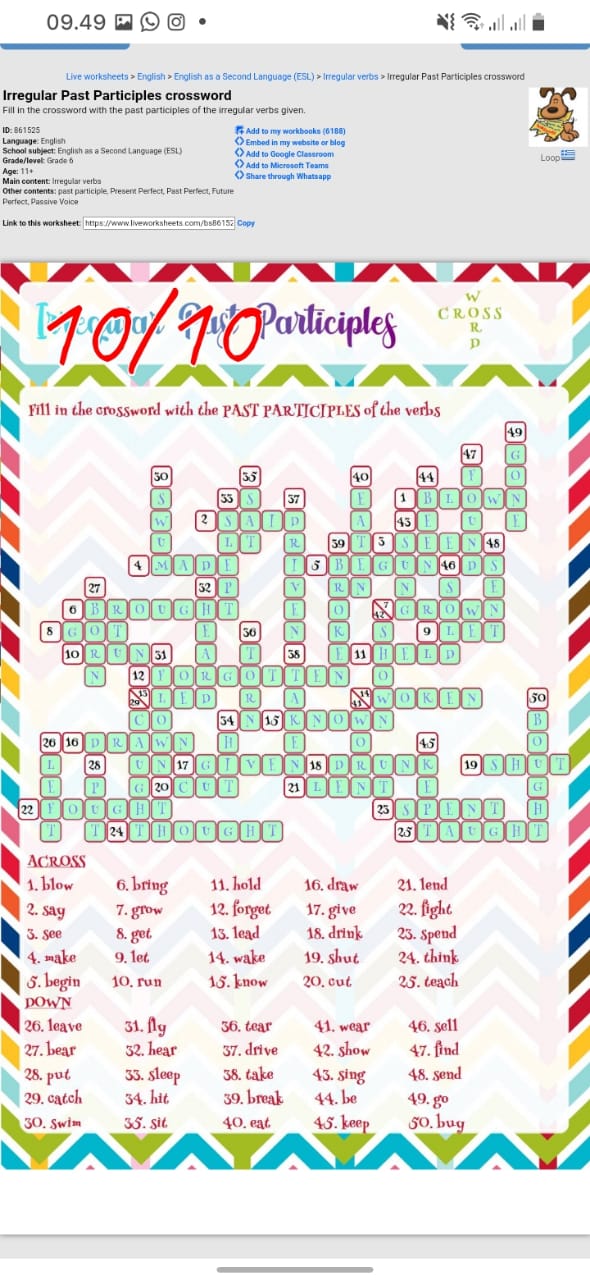 09.49
Live worksheets > English > English as a Second Language (ESL) > Irregular verbs > Irregular Past Participles crossword
Irregular Past Participles crossword
Fill in the crossword with the past participles of the irregular verbs given.
ID: 861525
Language: English
School subject: English as a Second Language (ESL)
Grade/level: Grade 6
Age: 11+
Main content: Irregular verbs
Other contents: past participle, Present Perfect, Past Perfect, Future Perfect, Passive Voice
Add to my workbooks (6188)
Embed in my website or blog
Add to Google Classroom
Add to Microsoft Teams
Share through Whatsapp
Loop
Link to this worksheet: https://www.liveworksheets.com/bs86152 Copy
Irregular Past Participles
10/10
W
CROSS
R
D
Fill in the crossword with the PAST PARTICIPLES of the verbs
49
47 G
30 35 40 44 F O
S 33 S 37 E 1 B L O W N
W 2 S A I D A 43 E U E
U L T R 39 T 3 S E E N 48
4 M A D E I 5 B E G U N 46 D S
27 32 P V R N N S E
6 B R O U G H T E O 7 42 G R O W N
8 G O T E 36 N K S 9 L E T
10 R U N 31 A T 38 E 11 H E L D
N 12 F O R G O T T E N O
13 29 L E D R A 14 41 W O K E N 50
C O 34 N 15 K N O W N B
26 16 D R A W N H E O 45 O
L 28 U N 17 G I V E N 18 D R U N K 19 S H U T
E P G 20 C U T 21 L E N T E G
22 F O U G H T 23 S P E N T H
T T 24 T H O U G H T 25 T A U G H T
ACROSS
1. blow 6. bring 11. hold 16. draw 21. lend
2. say 7. grow 12. forget 17. give 22. fight
3. see 8. get 13. lead 18. drink 23. spend
4. make 9. let 14. wake 19. shut 24. think
5. begin 10. run 15. know 20. cut 25. teach
DOWN
26. leave 31. fly 36. tear 41. wear 46. sell
27. bear 32. hear 37. drive 42. show 47. find
28. put 33. sleep 38. take 43. sing 48. send
29. catch 34. hit 39. break 44. be 49. go
30. swim 35. sit 40. eat 45. keep 50. buy